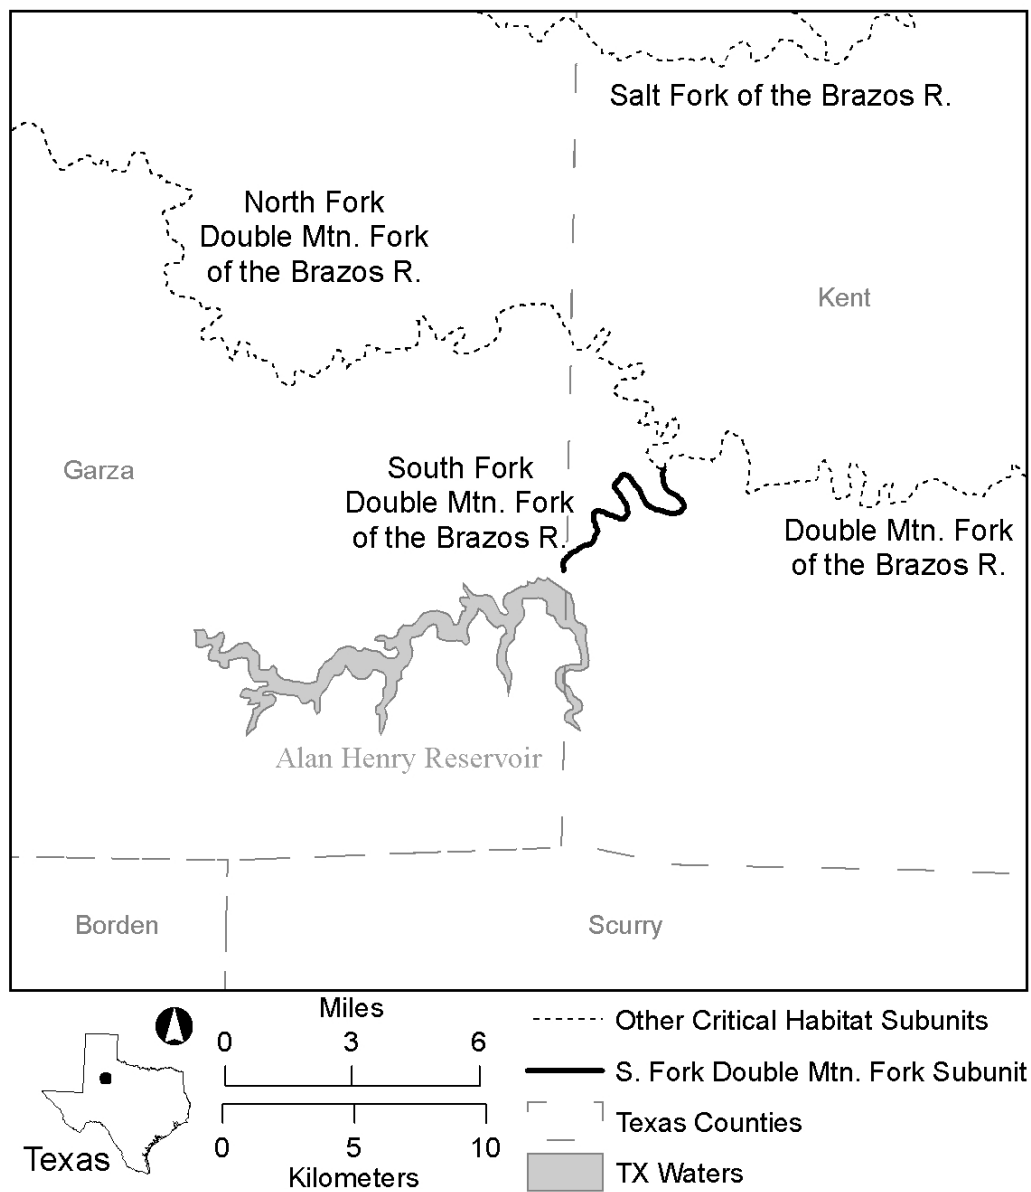 Salt Fork of the Brazos R.
North Fork
Double Mtn. Fork
of the Brazos R.
Kent
Garza
South Fork
Double Mtn. Fork
of the Brazos R.
Double Mtn. Fork
of the Brazos R.
Alan Henry Reservoir
Borden
Scurry
Miles
0 3 6
0 5 10
Kilometers
Texas
Other Critical Habitat Subunits
S. Fork Double Mtn. Fork Subunit
Texas Counties
TX Waters